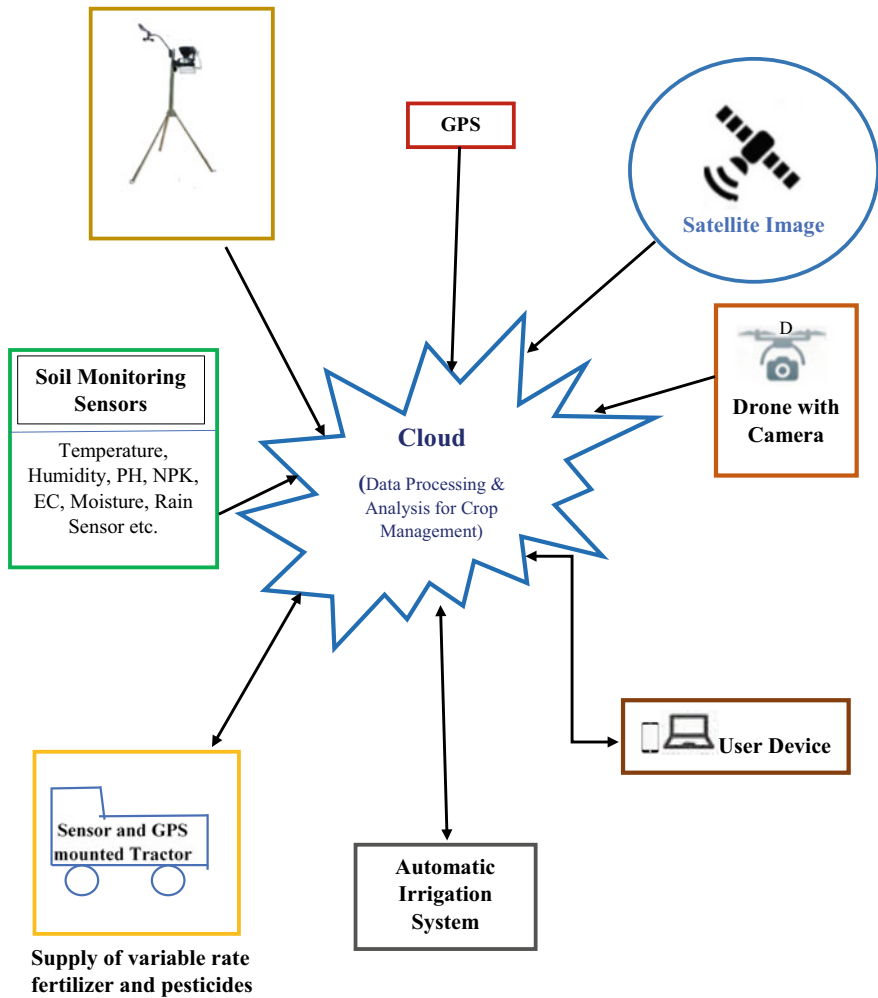 GPS
Satellite Image
D
Drone with
Camera
Soil Monitoring
Sensors
Temperature,
Humidity, PH, NPK,
EC, Moisture, Rain
Sensor etc.
Cloud
(Data Processing &
Analysis for Crop
Management)
User Device
Sensor and GPS
mounted Tractor
Automatic
Irrigation
System
Supply of variable rate
fertilizer and pesticides